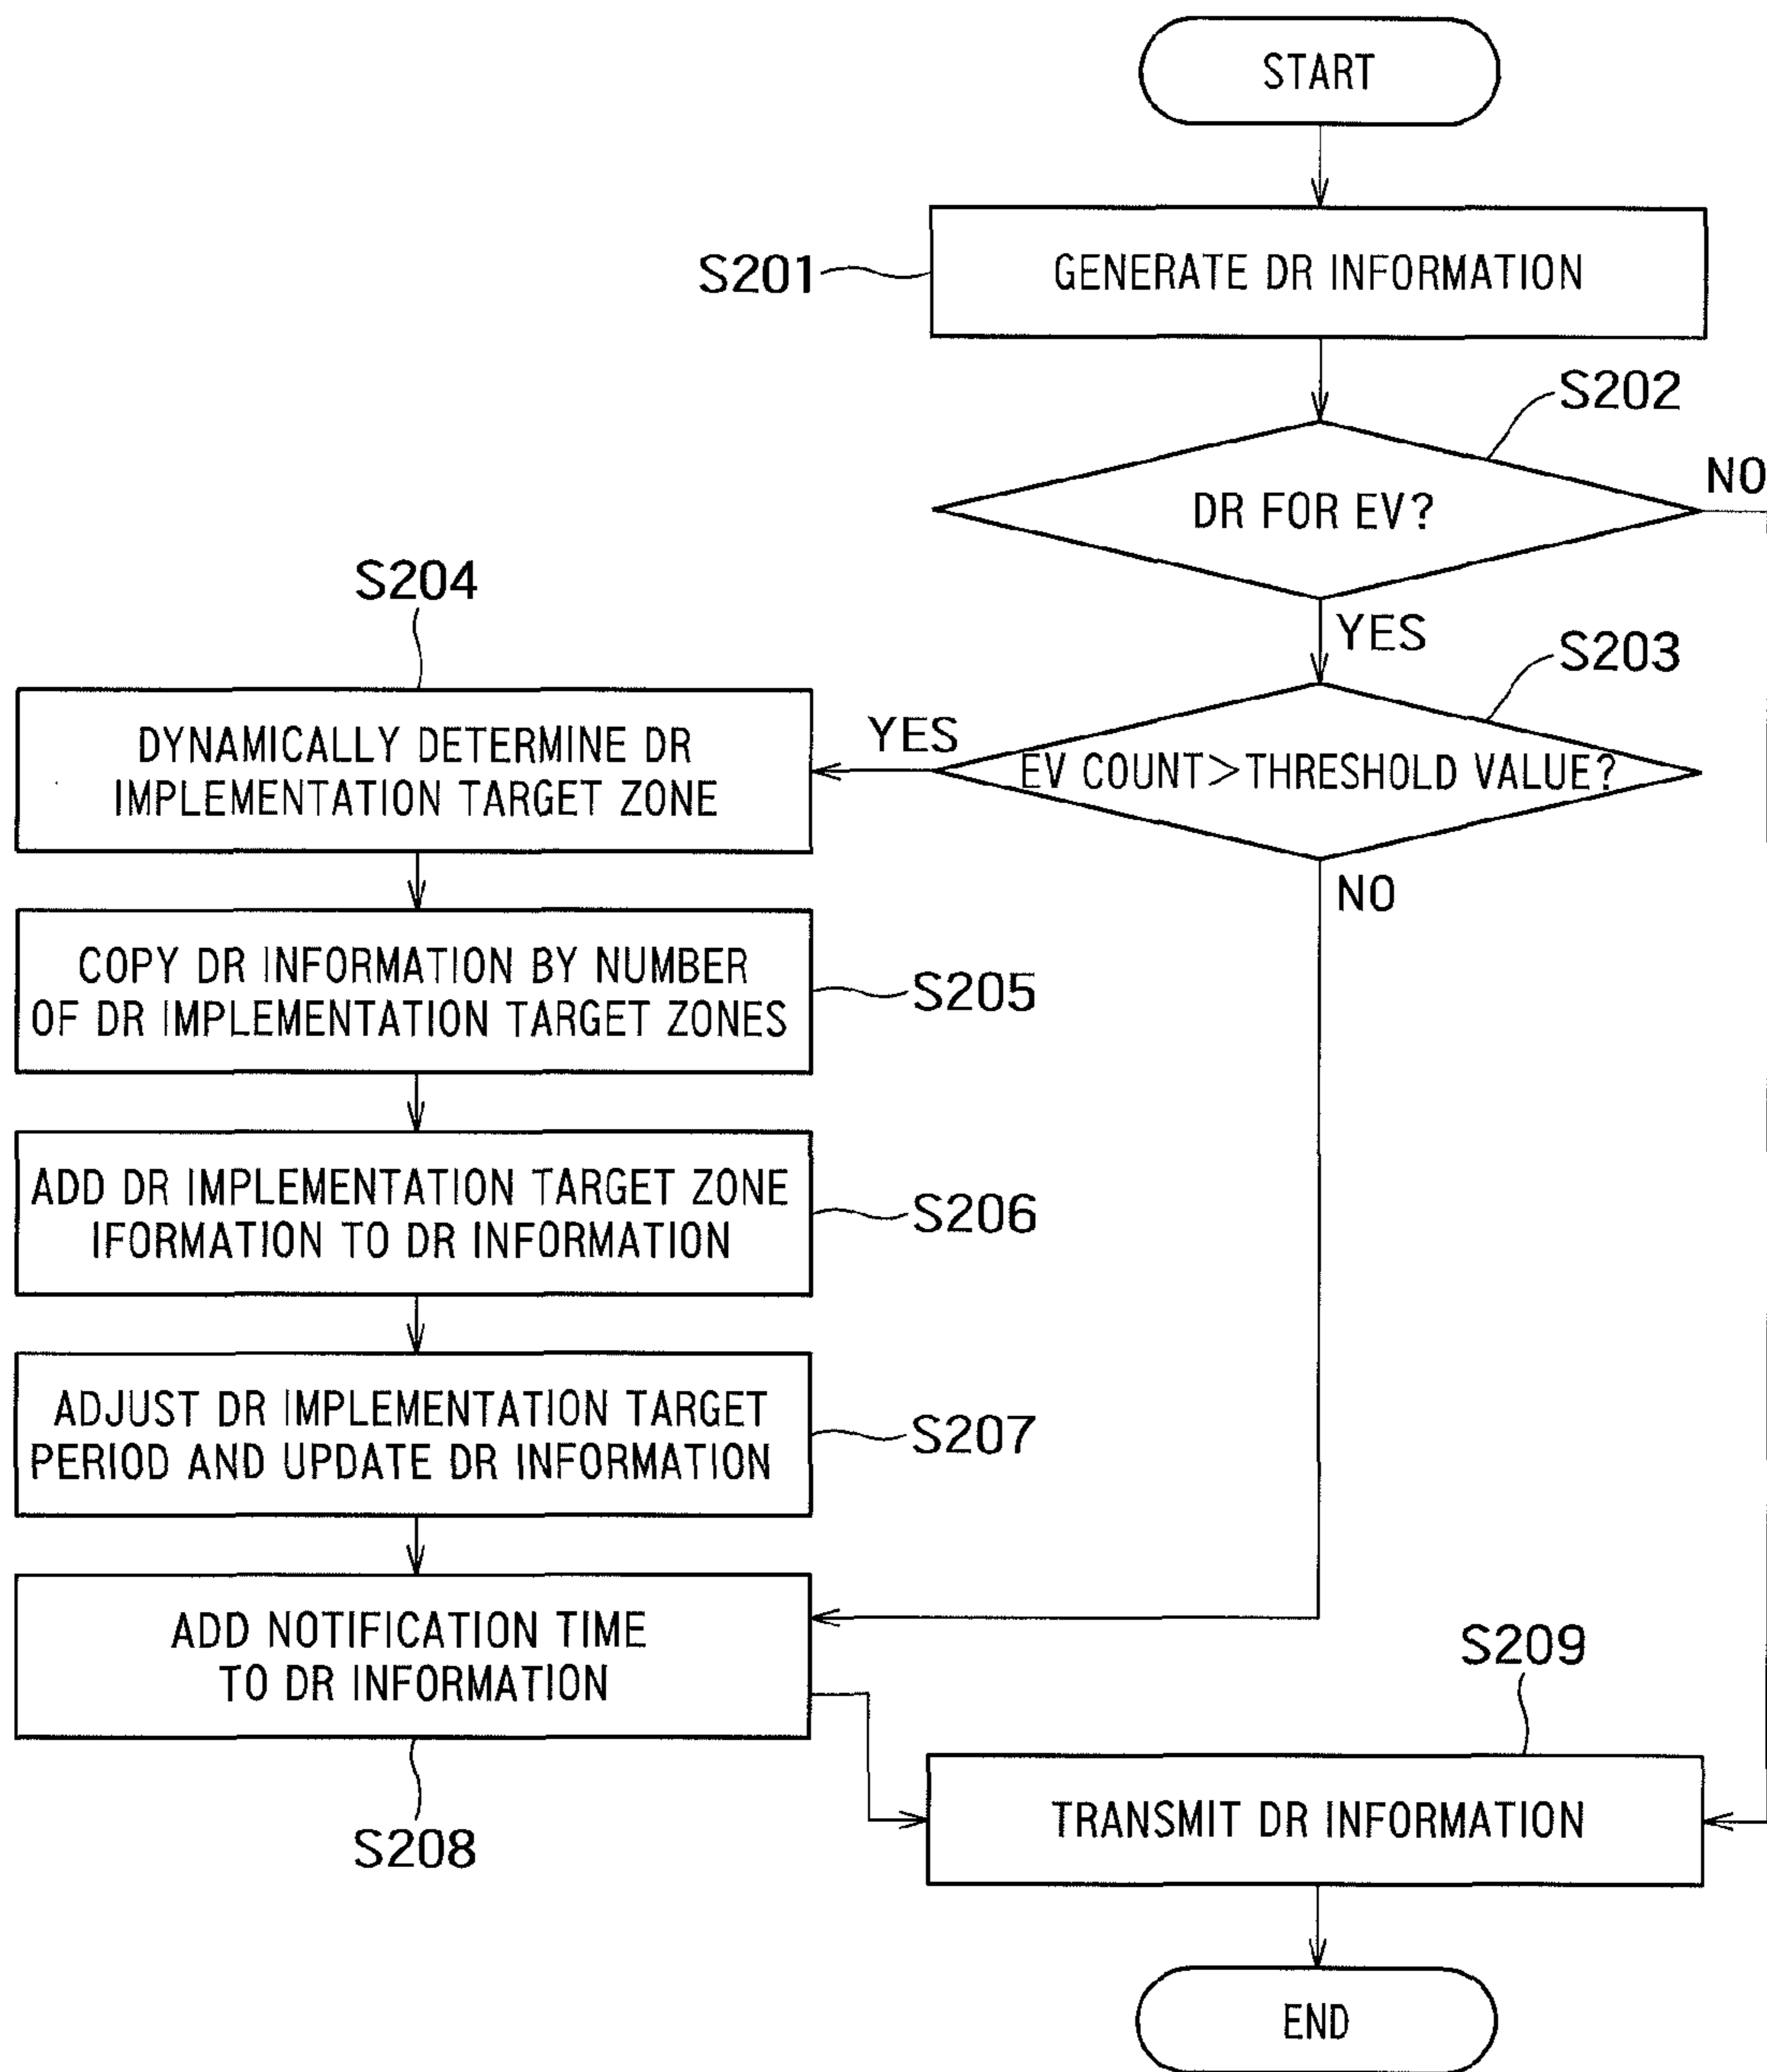 START
S201
GENERATE DR INFORMATION
S202
DR FOR EV?
NO
YES
S203
EV COUNT>THRESHOLD VALUE?
YES
NO
S204
DYNAMICALLY DETERMINE DR
IMPLEMENTATION TARGET ZONE
COPY DR INFORMATION BY NUMBER
OF DR IMPLEMENTATION TARGET ZONES
S205
ADD DR IMPLEMENTATION TARGET ZONE
IFORMATION TO DR INFORMATION
S206
ADJUST DR IMPLEMENTATION TARGET
PERIOD AND UPDATE DR INFORMATION
S207
ADD NOTIFICATION TIME
TO DR INFORMATION
S208
S209
TRANSMIT DR INFORMATION
END